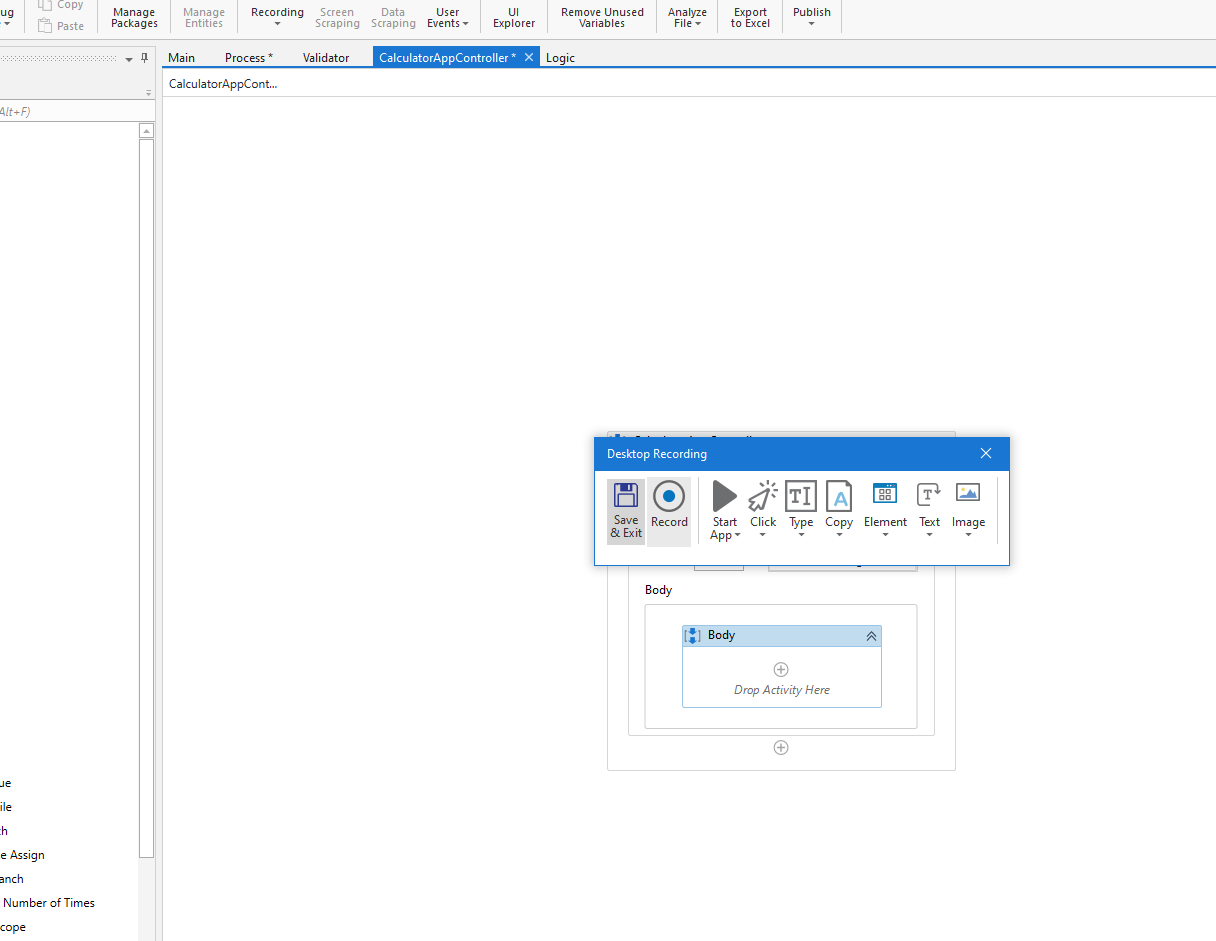 Copy
ug
Paste
Manage
Packages
Manage
Entities
Recording
Screen
Scraping
Data
Scraping
User
Events
UI
Explorer
Remove Unused
Variables
Analyze
File
Export
to Excel
Publish
Main
Process *
Validator
CalculatorAppController *
Logic
CalculatorAppCont...
Alt+F)
Desktop Recording
Save
& Exit
Record
Start
App
Click
Type
Copy
Element
Text
Image
Body
Body
Drop Activity Here
ue
ile
ch
e Assign
anch
Number of Times
cope